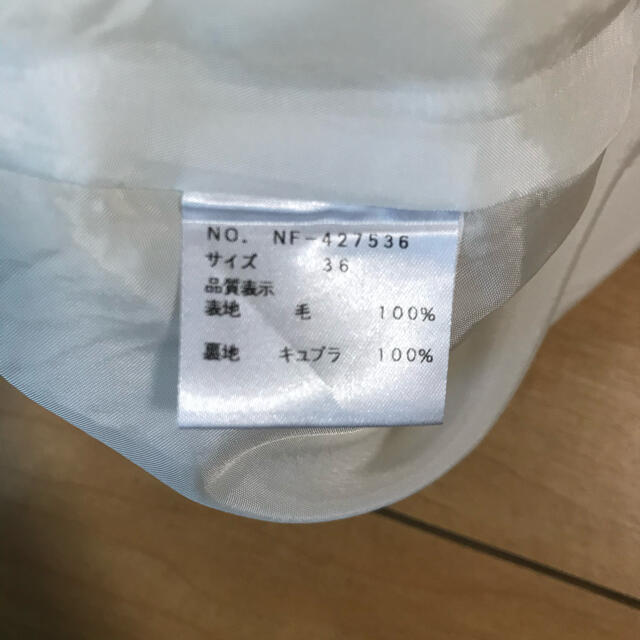 NO. NF-427536
サイズ 36
品質表示
表地 毛 100%
裏地 キュプラ 100%